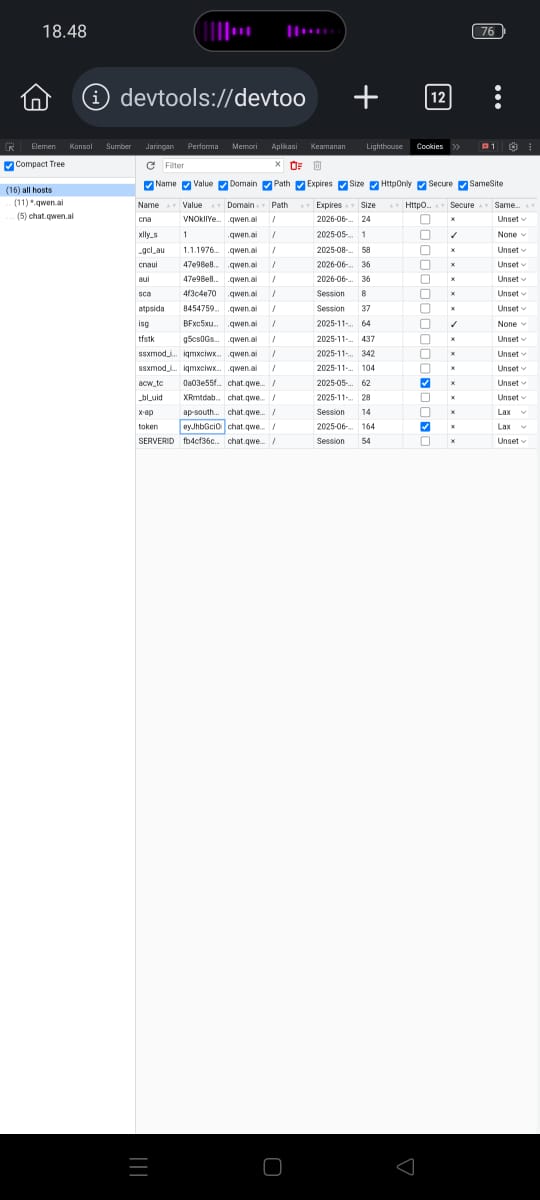 18.48
76
devtools://devtoo
12
Elemen Konsol Sumber Jaringan Performa Memori Aplikasi Keamanan Lighthouse Cookies 1
Compact Tree
Filter
Name Value Domain Path Expires Size HttpOnly Secure SameSite
(16) all hosts
(11) *.qwen.ai
(5) chat.qwen.ai
Name Value Domain Path Expires Size HttpO... Secure Same...
cna VNOkIlYe... .qwen.ai / 2026-06-... 24 × Unset
xlly_s 1 .qwen.ai / 2025-05-... 1 ✓ None
_gcl_au 1.1.1976... .qwen.ai / 2025-08-... 58 × Unset
cnaui 47e98e8... .qwen.ai / 2026-06-... 36 × Unset
aui 47e98e8... .qwen.ai / 2026-06-... 36 × Unset
sca 4f3c4e70 .qwen.ai / Session 8 × Unset
atpsida 8454759... .qwen.ai / Session 37 × Unset
isg BFxc5xu... .qwen.ai / 2025-11-... 64 ✓ None
tfstk g5cs0Gs... .qwen.ai / 2025-11-... 437 × Unset
ssxmod_i... iqmxciwx... .qwen.ai / 2025-11-... 342 × Unset
ssxmod_i... iqmxciwx... .qwen.ai / 2025-11-... 104 × Unset
acw_tc 0a03e55f... chat.qwe... / 2025-05-... 62 × Unset
_bl_uid XRmtdab... chat.qwe... / 2025-11-... 28 × Unset
x-ap ap-south... chat.qwe... / Session 14 × Lax
token eyJhbGciOi chat.qwe... / 2025-06-... 164 × Lax
SERVERID fb4cf36c... chat.qwe... / Session 54 × Unset